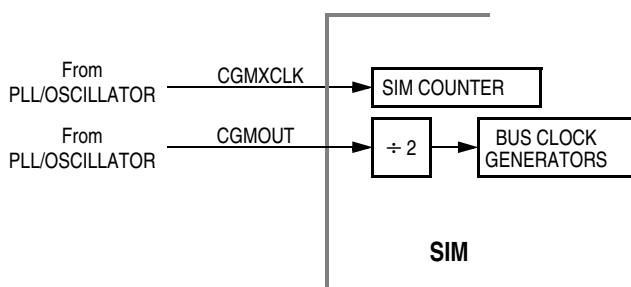 From
PLL/OSCILLATOR
CGMXCLK
SIM COUNTER
From
PLL/OSCILLATOR
CGMOUT
÷ 2
BUS CLOCK
GENERATORS
SIM